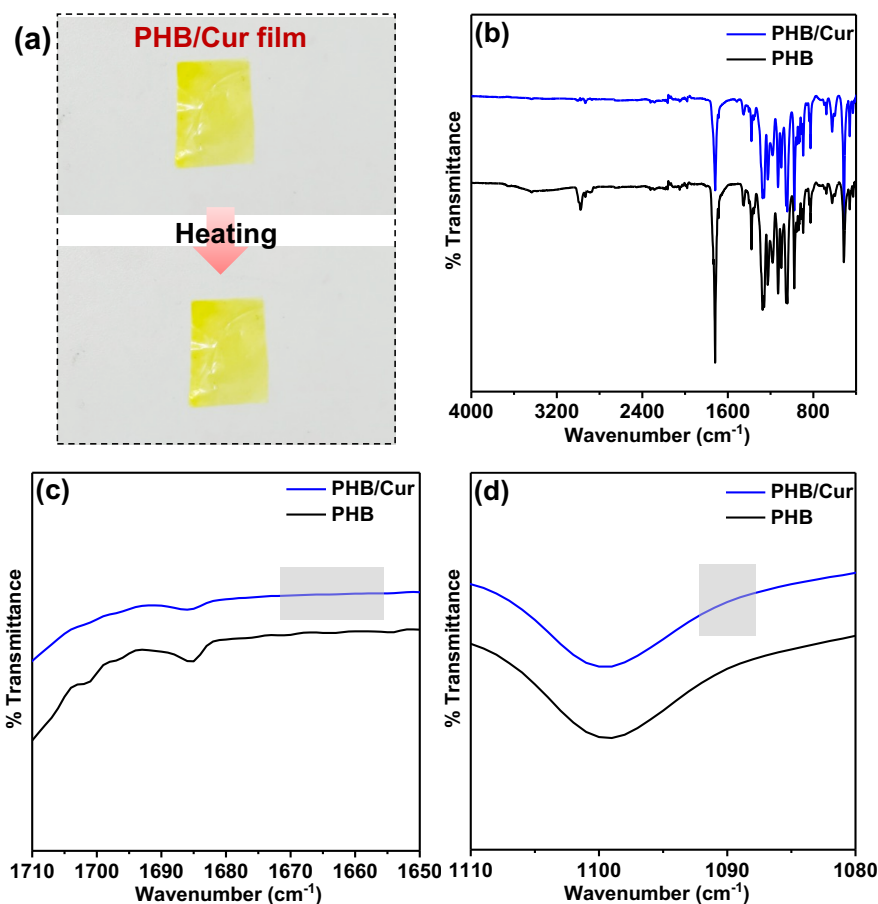 (a)
PHB/Cur film
Heating
(b)
PHB/Cur
PHB
% Transmittance
4000 3200 2400 1600 800
Wavenumber (cm⁻¹)
(c)
PHB/Cur
PHB
% Transmittance
1710 1700 1690 1680 1670 1660 1650
Wavenumber (cm⁻¹)
(d)
PHB/Cur
PHB
% Transmittance
1110 1100 1090 1080
Wavenumber (cm⁻¹)